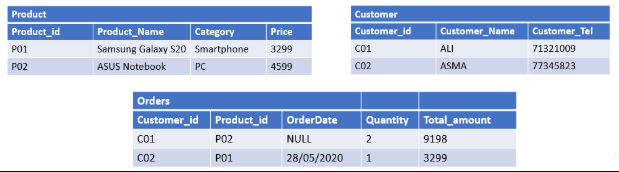 Product
Product_id Product_Name Category Price
P01 Samsung Galaxy S20 Smartphone 3299
P02 ASUS Notebook PC 4599
Customer
Customer_id Customer_Name Customer_Tel
C01 ALI 71321009
C02 ASMA 77345823
Orders
Customer_id Product_id OrderDate Quantity Total_amount
C01 P02 NULL 2 9198
C02 P01 28/05/2020 1 3299